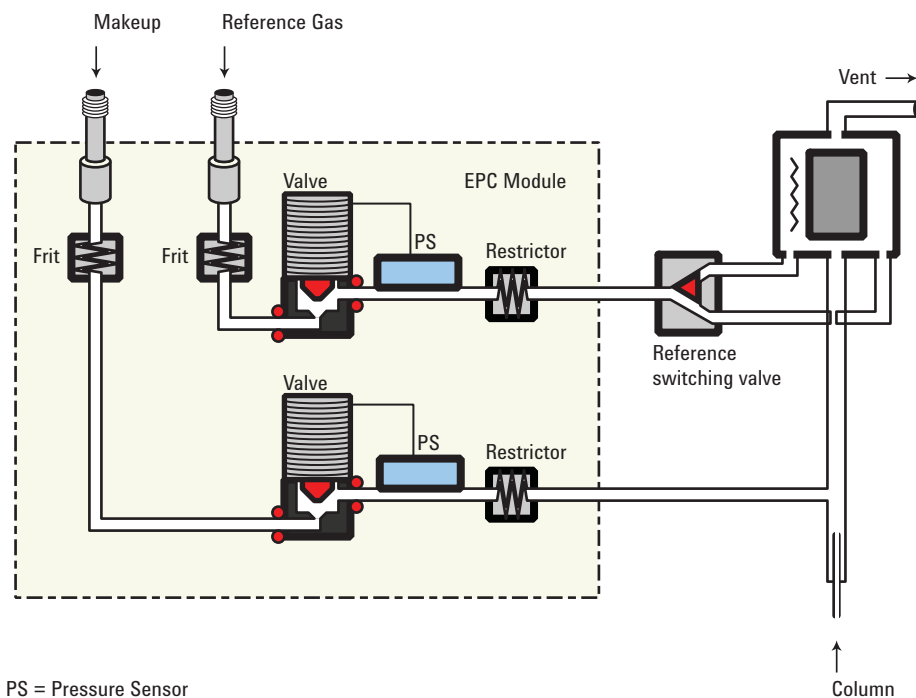 Makeup
Reference Gas
Vent
Valve
EPC Module
PS
Restrictor
Frit
Frit
Reference
switching valve
Valve
PS
Restrictor
PS = Pressure Sensor
Column